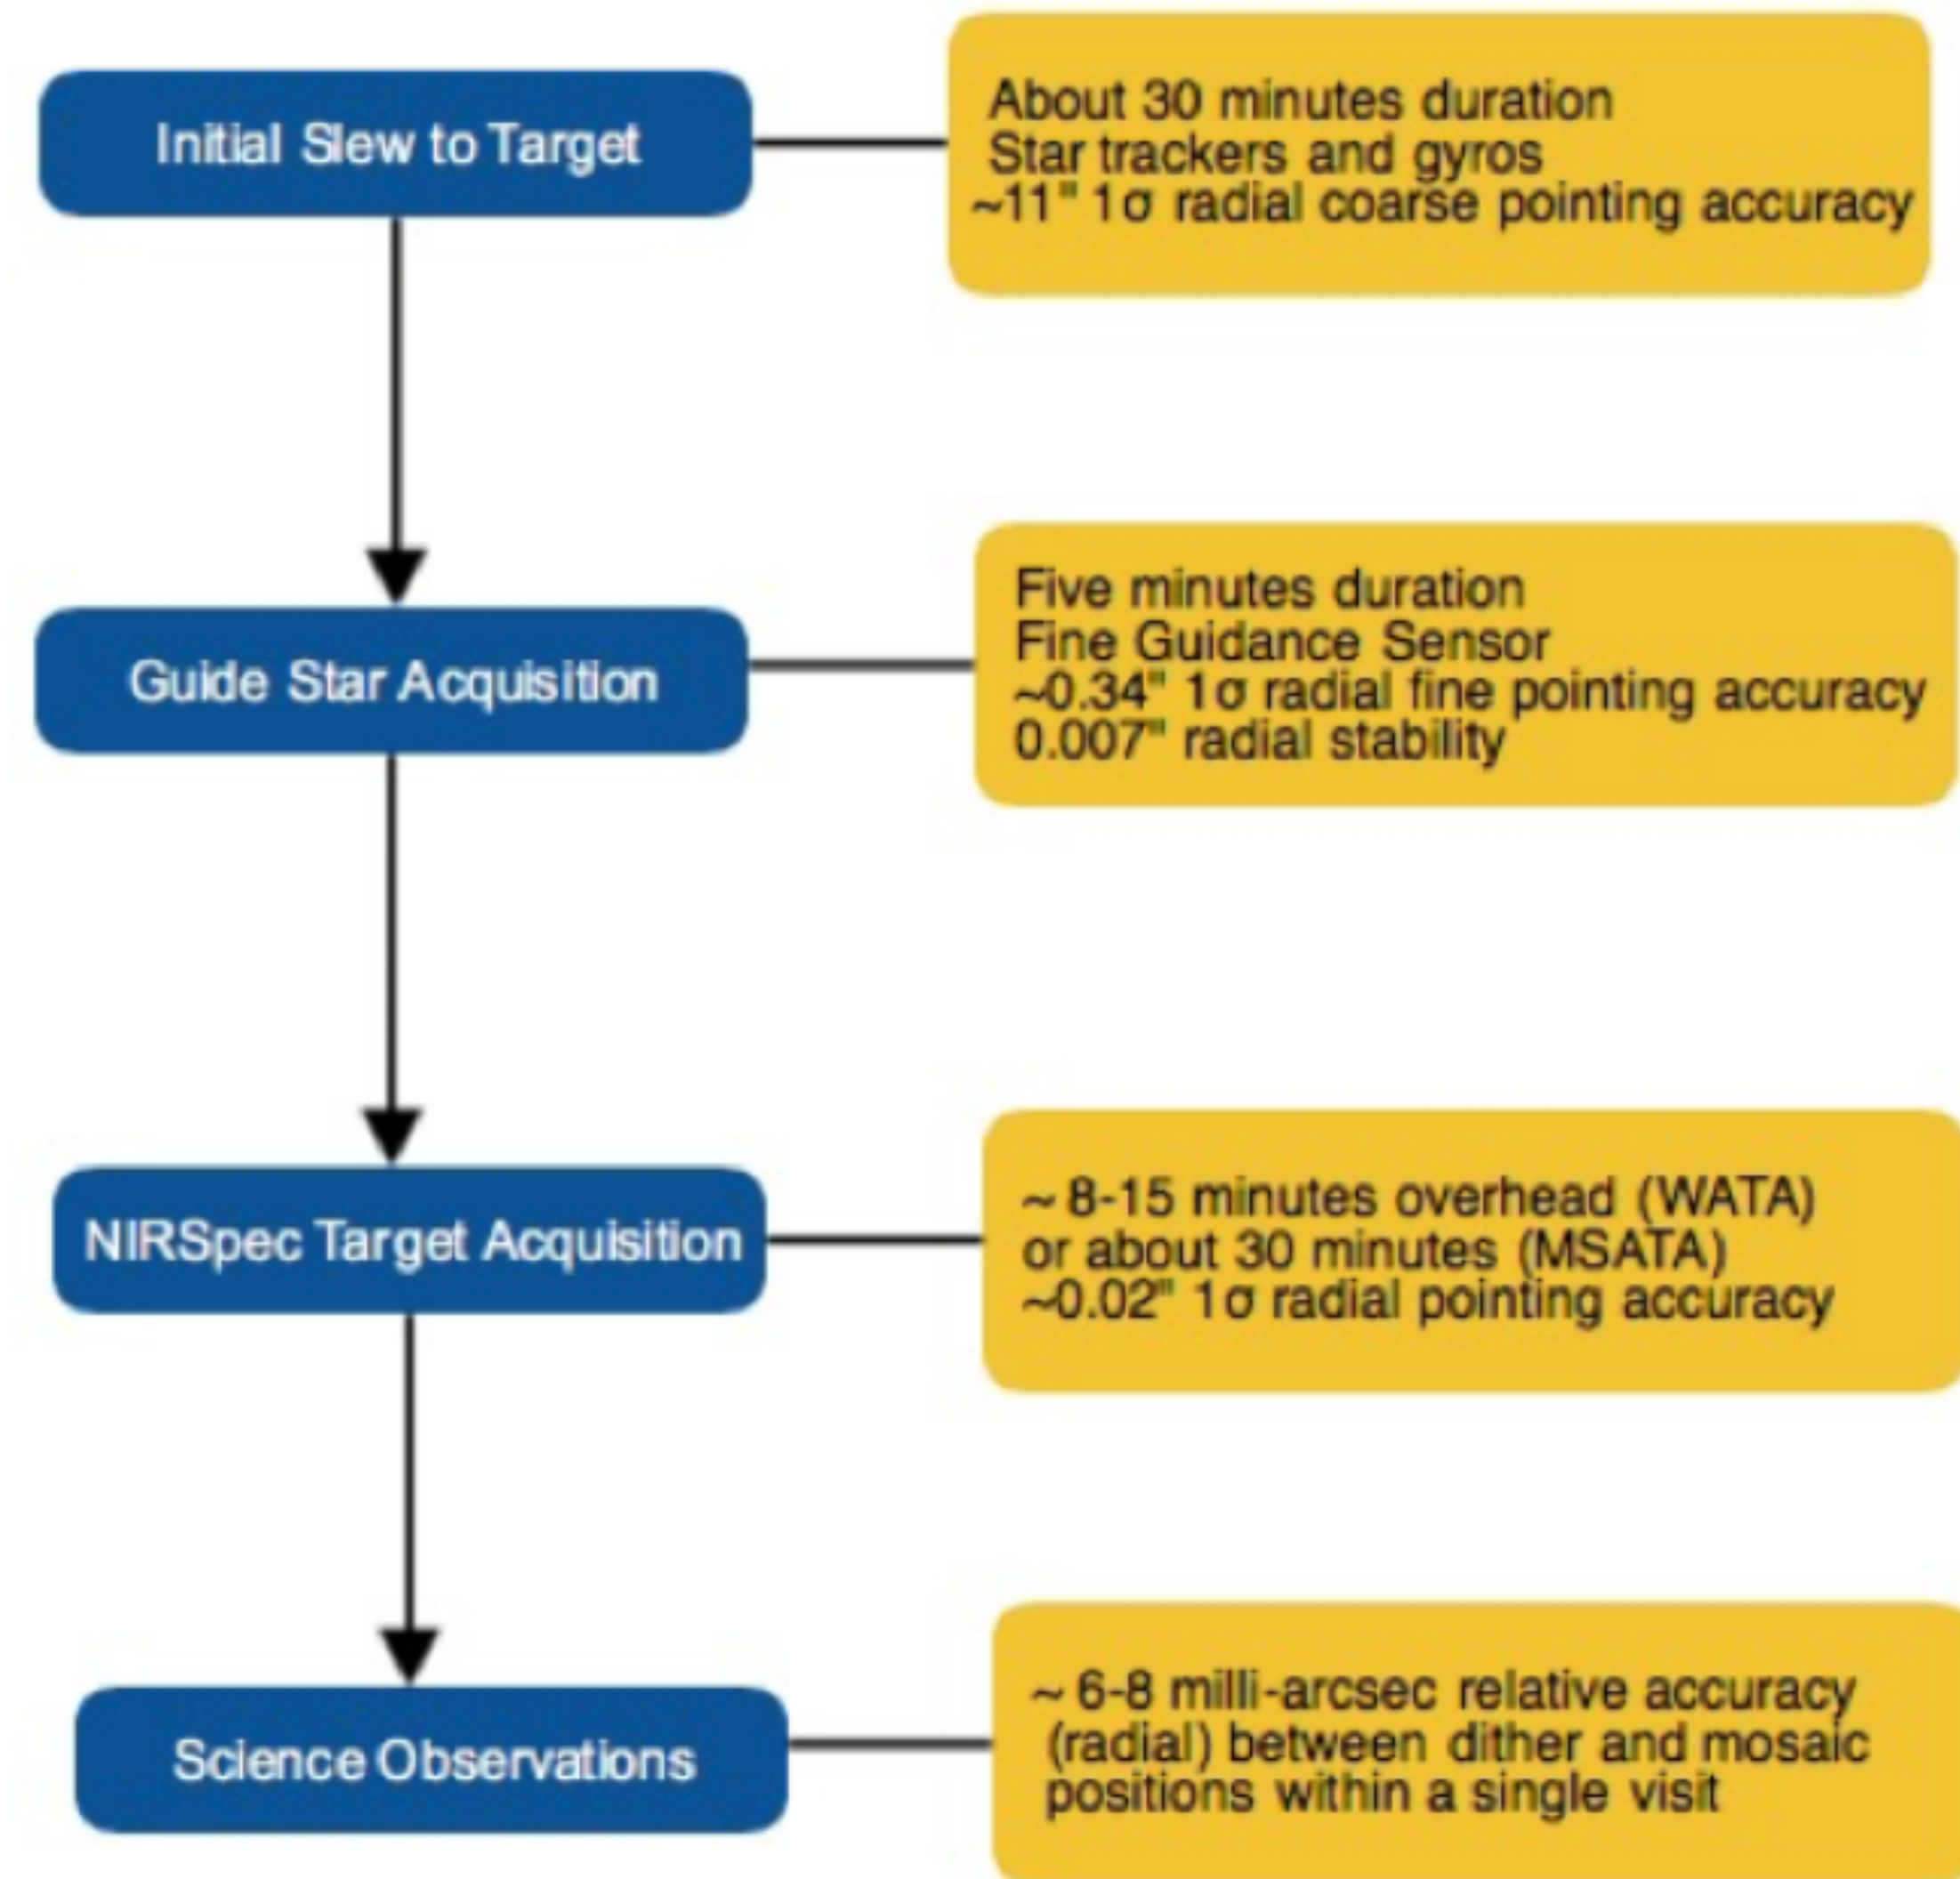 Initial Slew to Target
About 30 minutes duration
Star trackers and gyros
~11" 1σ radial coarse pointing accuracy
Guide Star Acquisition
Five minutes duration
Fine Guidance Sensor
~0.34" 1σ radial fine pointing accuracy
0.007" radial stability
NIRSpec Target Acquisition
~ 8-15 minutes overhead (WATA)
or about 30 minutes (MSATA)
~0.02" 1σ radial pointing accuracy
Science Observations
~ 6-8 milli-arcsec relative accuracy
(radial) between dither and mosaic
positions within a single visit